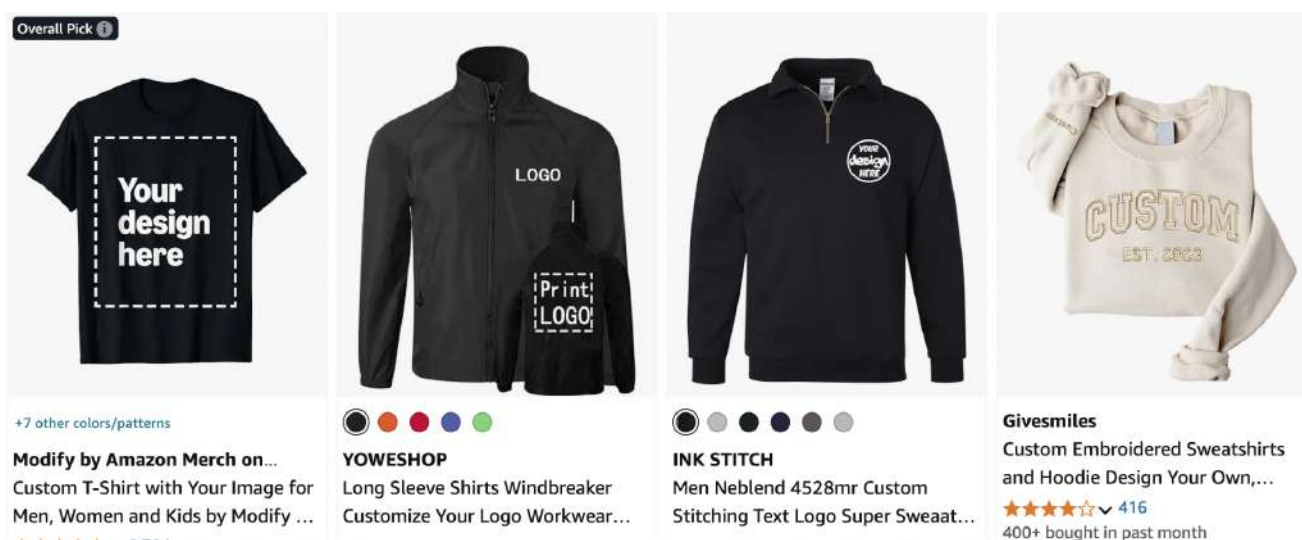 Overall Pick
Your
design
here
LOGO
Print
LOGO
YOUR
design
HERE
CUSTOM
EST. 2023
+7 other colors/patterns
Modify by Amazon Merch on...
Custom T-Shirt with Your Image for
Men, Women and Kids by Modify ...
YOWESHOP
Long Sleeve Shirts Windbreaker
Customize Your Logo Workwear...
INK STITCH
Men Neblend 4528mr Custom
Stitching Text Logo Super Sweaat...
Givesmiles
Custom Embroidered Sweatshirts
and Hoodie Design Your Own,...
416
400+ bought in past month